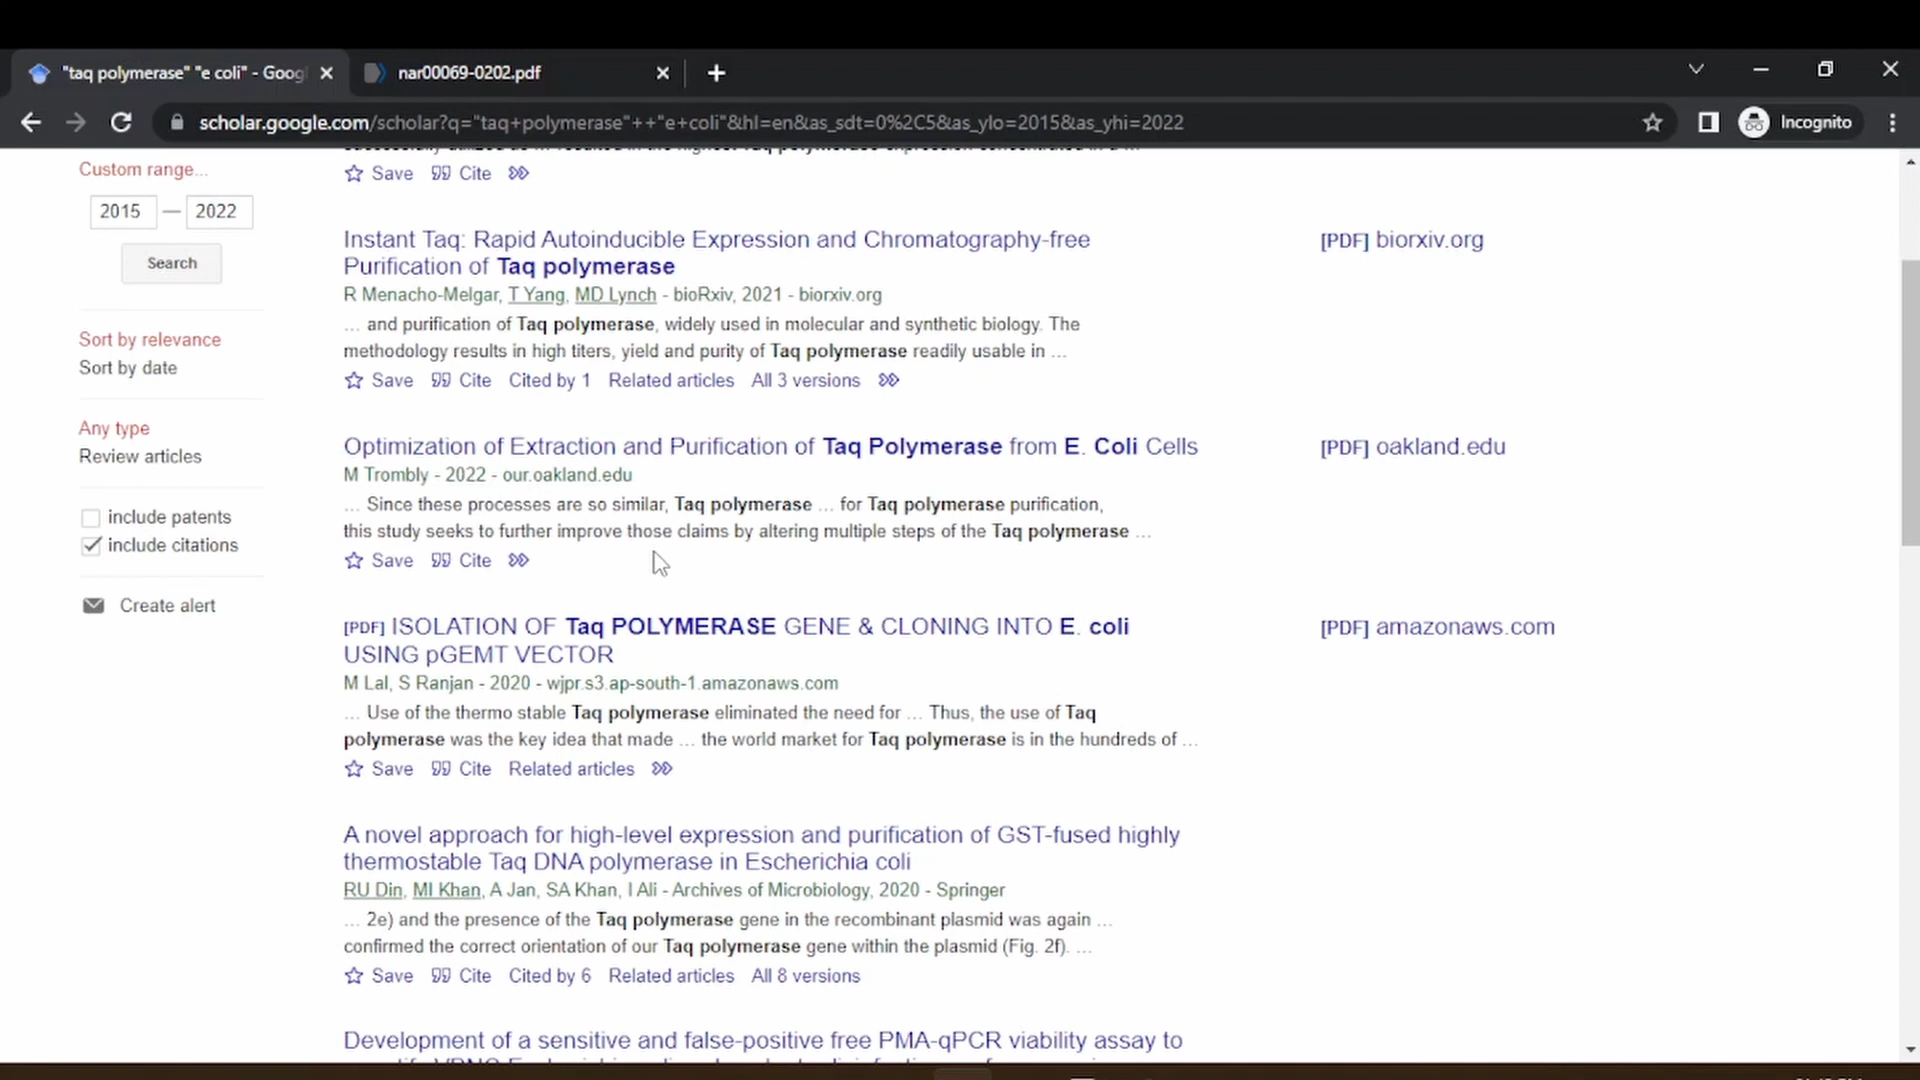 "taq polymerase" "e coli" - Goog
nar00069-0202.pdf
scholar.google.com/scholar?q="taq+polymerase"++"e+coli"&hl=en&as_sdt=0%2C5&as_ylo=2015&as_yhi=2022
Incognito
Custom range...
2015 — 2022
Search
Sort by relevance
Sort by date
Any type
Review articles
include patents
include citations
Create alert
Save Cite
Instant Taq: Rapid Autoinducible Expression and Chromatography-free
Purification of Taq polymerase
R Menacho-Melgar, T Yang, MD Lynch - bioRxiv, 2021 - biorxiv.org
... and purification of Taq polymerase, widely used in molecular and synthetic biology. The
methodology results in high titers, yield and purity of Taq polymerase readily usable in ...
Save Cite Cited by 1 Related articles All 3 versions
[PDF] biorxiv.org
Optimization of Extraction and Purification of Taq Polymerase from E. Coli Cells
M Trombly - 2022 - our.oakland.edu
... Since these processes are so similar, Taq polymerase ... for Taq polymerase purification,
this study seeks to further improve those claims by altering multiple steps of the Taq polymerase ...
Save Cite
[PDF] oakland.edu
[PDF] ISOLATION OF Taq POLYMERASE GENE & CLONING INTO E. coli
USING pGEMT VECTOR
M Lal, S Ranjan - 2020 - wjpr.s3.ap-south-1.amazonaws.com
... Use of the thermo stable Taq polymerase eliminated the need for ... Thus, the use of Taq
polymerase was the key idea that made ... the world market for Taq polymerase is in the hundreds of ...
Save Cite Related articles
[PDF] amazonaws.com
A novel approach for high-level expression and purification of GST-fused highly
thermostable Taq DNA polymerase in Escherichia coli
RU Din, MI Khan, A Jan, SA Khan, I Ali - Archives of Microbiology, 2020 - Springer
... 2e) and the presence of the Taq polymerase gene in the recombinant plasmid was again ...
confirmed the correct orientation of our Taq polymerase gene within the plasmid (Fig. 2f). ...
Save Cite Cited by 6 Related articles All 8 versions
Development of a sensitive and false-positive free PMA-qPCR viability assay to